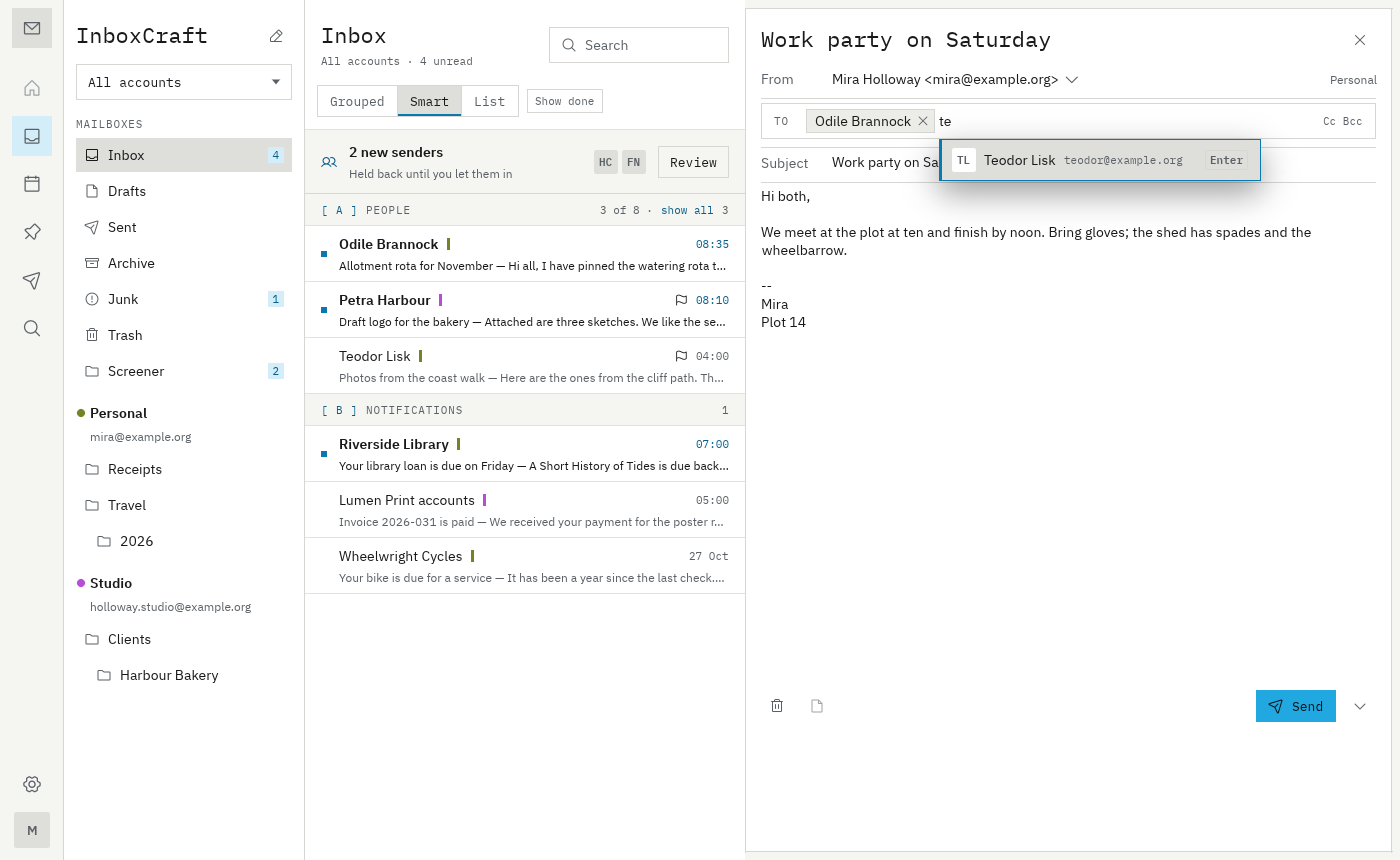 InboxCraft
All accounts
MAILBOXES
Inbox 4
Drafts
Sent
Archive
Junk 1
Trash
Screener 2
Personal
mira@example.org
Receipts
Travel
2026
Studio
holloway.studio@example.org
Clients
Harbour Bakery
M
Inbox
All accounts · 4 unread
Search
Grouped Smart List Show done
2 new senders
Held back until you let them in
HC FN Review
[ A ] PEOPLE 3 of 8 · show all 3
Odile Brannock 08:35
Allotment rota for November — Hi all, I have pinned the watering rota t…
Petra Harbour 08:10
Draft logo for the bakery — Attached are three sketches. We like the se…
Teodor Lisk 04:00
Photos from the coast walk — Here are the ones from the cliff path. Th…
[ B ] NOTIFICATIONS 1
Riverside Library 07:00
Your library loan is due on Friday — A Short History of Tides is due back…
Lumen Print accounts 05:00
Invoice 2026-031 is paid — We received your payment for the poster r…
Wheelwright Cycles 27 Oct
Your bike is due for a service — It has been a year since the last check.…
Work party on Saturday
From Mira Holloway <mira@example.org> Personal
TO Odile Brannock te Cc Bcc
TL Teodor Lisk teodor@example.org Enter
Subject Work party on Sa
Hi both,
We meet at the plot at ten and finish by noon. Bring gloves; the shed has spades and the
wheelbarrow.
--
Mira
Plot 14
Send